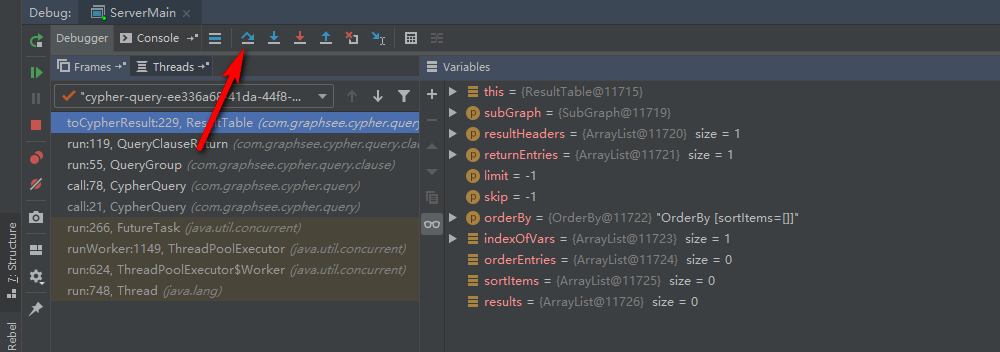 Debug: ServerMain
Debugger Console
Frames Threads Variables
"cypher-query-ee336a68-41da-44f8-...
toCypherResult:229, ResultTable (com.graphsee.cypher.query
run:119, QueryClauseReturn (com.graphsee.cypher.query.
run:55, QueryGroup (com.graphsee.cypher.query.clause)
call:78, CypherQuery (com.graphsee.cypher.query)
call:21, CypherQuery (com.graphsee.cypher.query)
run:266, FutureTask (java.util.concurrent)
runWorker:1149, ThreadPoolExecutor (java.util.concurrent)
run:624, ThreadPoolExecutor$Worker (java.util.concurrent)
run:748, Thread (java.lang)
this = {ResultTable@11715}
subGraph = {SubGraph@11719}
resultHeaders = {ArrayList@11720} size = 1
returnEntries = {ArrayList@11721} size = 1
limit = -1
skip = -1
orderBy = {OrderBy@11722} "OrderBy [sortItems=[]]"
indexOfVars = {ArrayList@11723} size = 1
orderEntries = {ArrayList@11724} size = 0
sortItems = {ArrayList@11725} size = 0
results = {ArrayList@11726} size = 0
7: Structure
Rebel